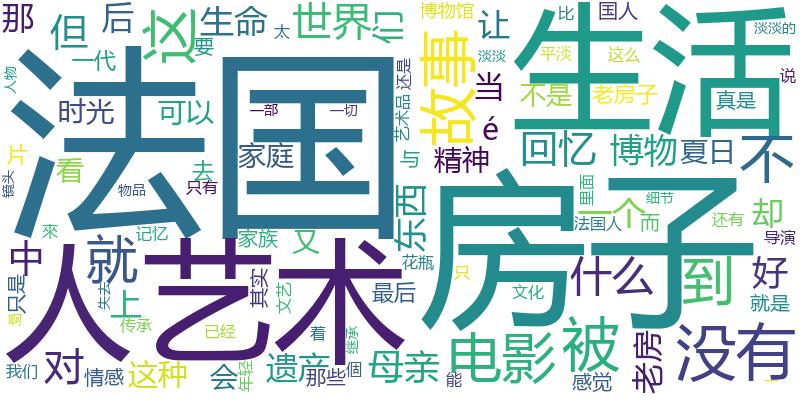 那
但
后
这
生命
世界
们
博物馆
让
比
国人
生活
要
太
淡淡的
人物
一代
法国
故事
当
淡淡
平淡
这么
说
时光
可以
一部
一切
艺术品
还是
不是
老房子
真是
é
片
看
去
家庭
与
精神
回忆
博物
夏日
不
镜头
物品
只有
东西
房子
里面
一个
细节
而
法国人
还有
却
导演
來
记忆
家族
又
花瓶
中
就
人
艺术
只是
失去
上
其实
文艺
最后
只
文化
什么
到
好
就是
啊
传承
已经
着
继承
电影
被
老房
没有
我们
情感
对
这种
会
年轻
遗产
那些
個
母亲
能
感觉
一